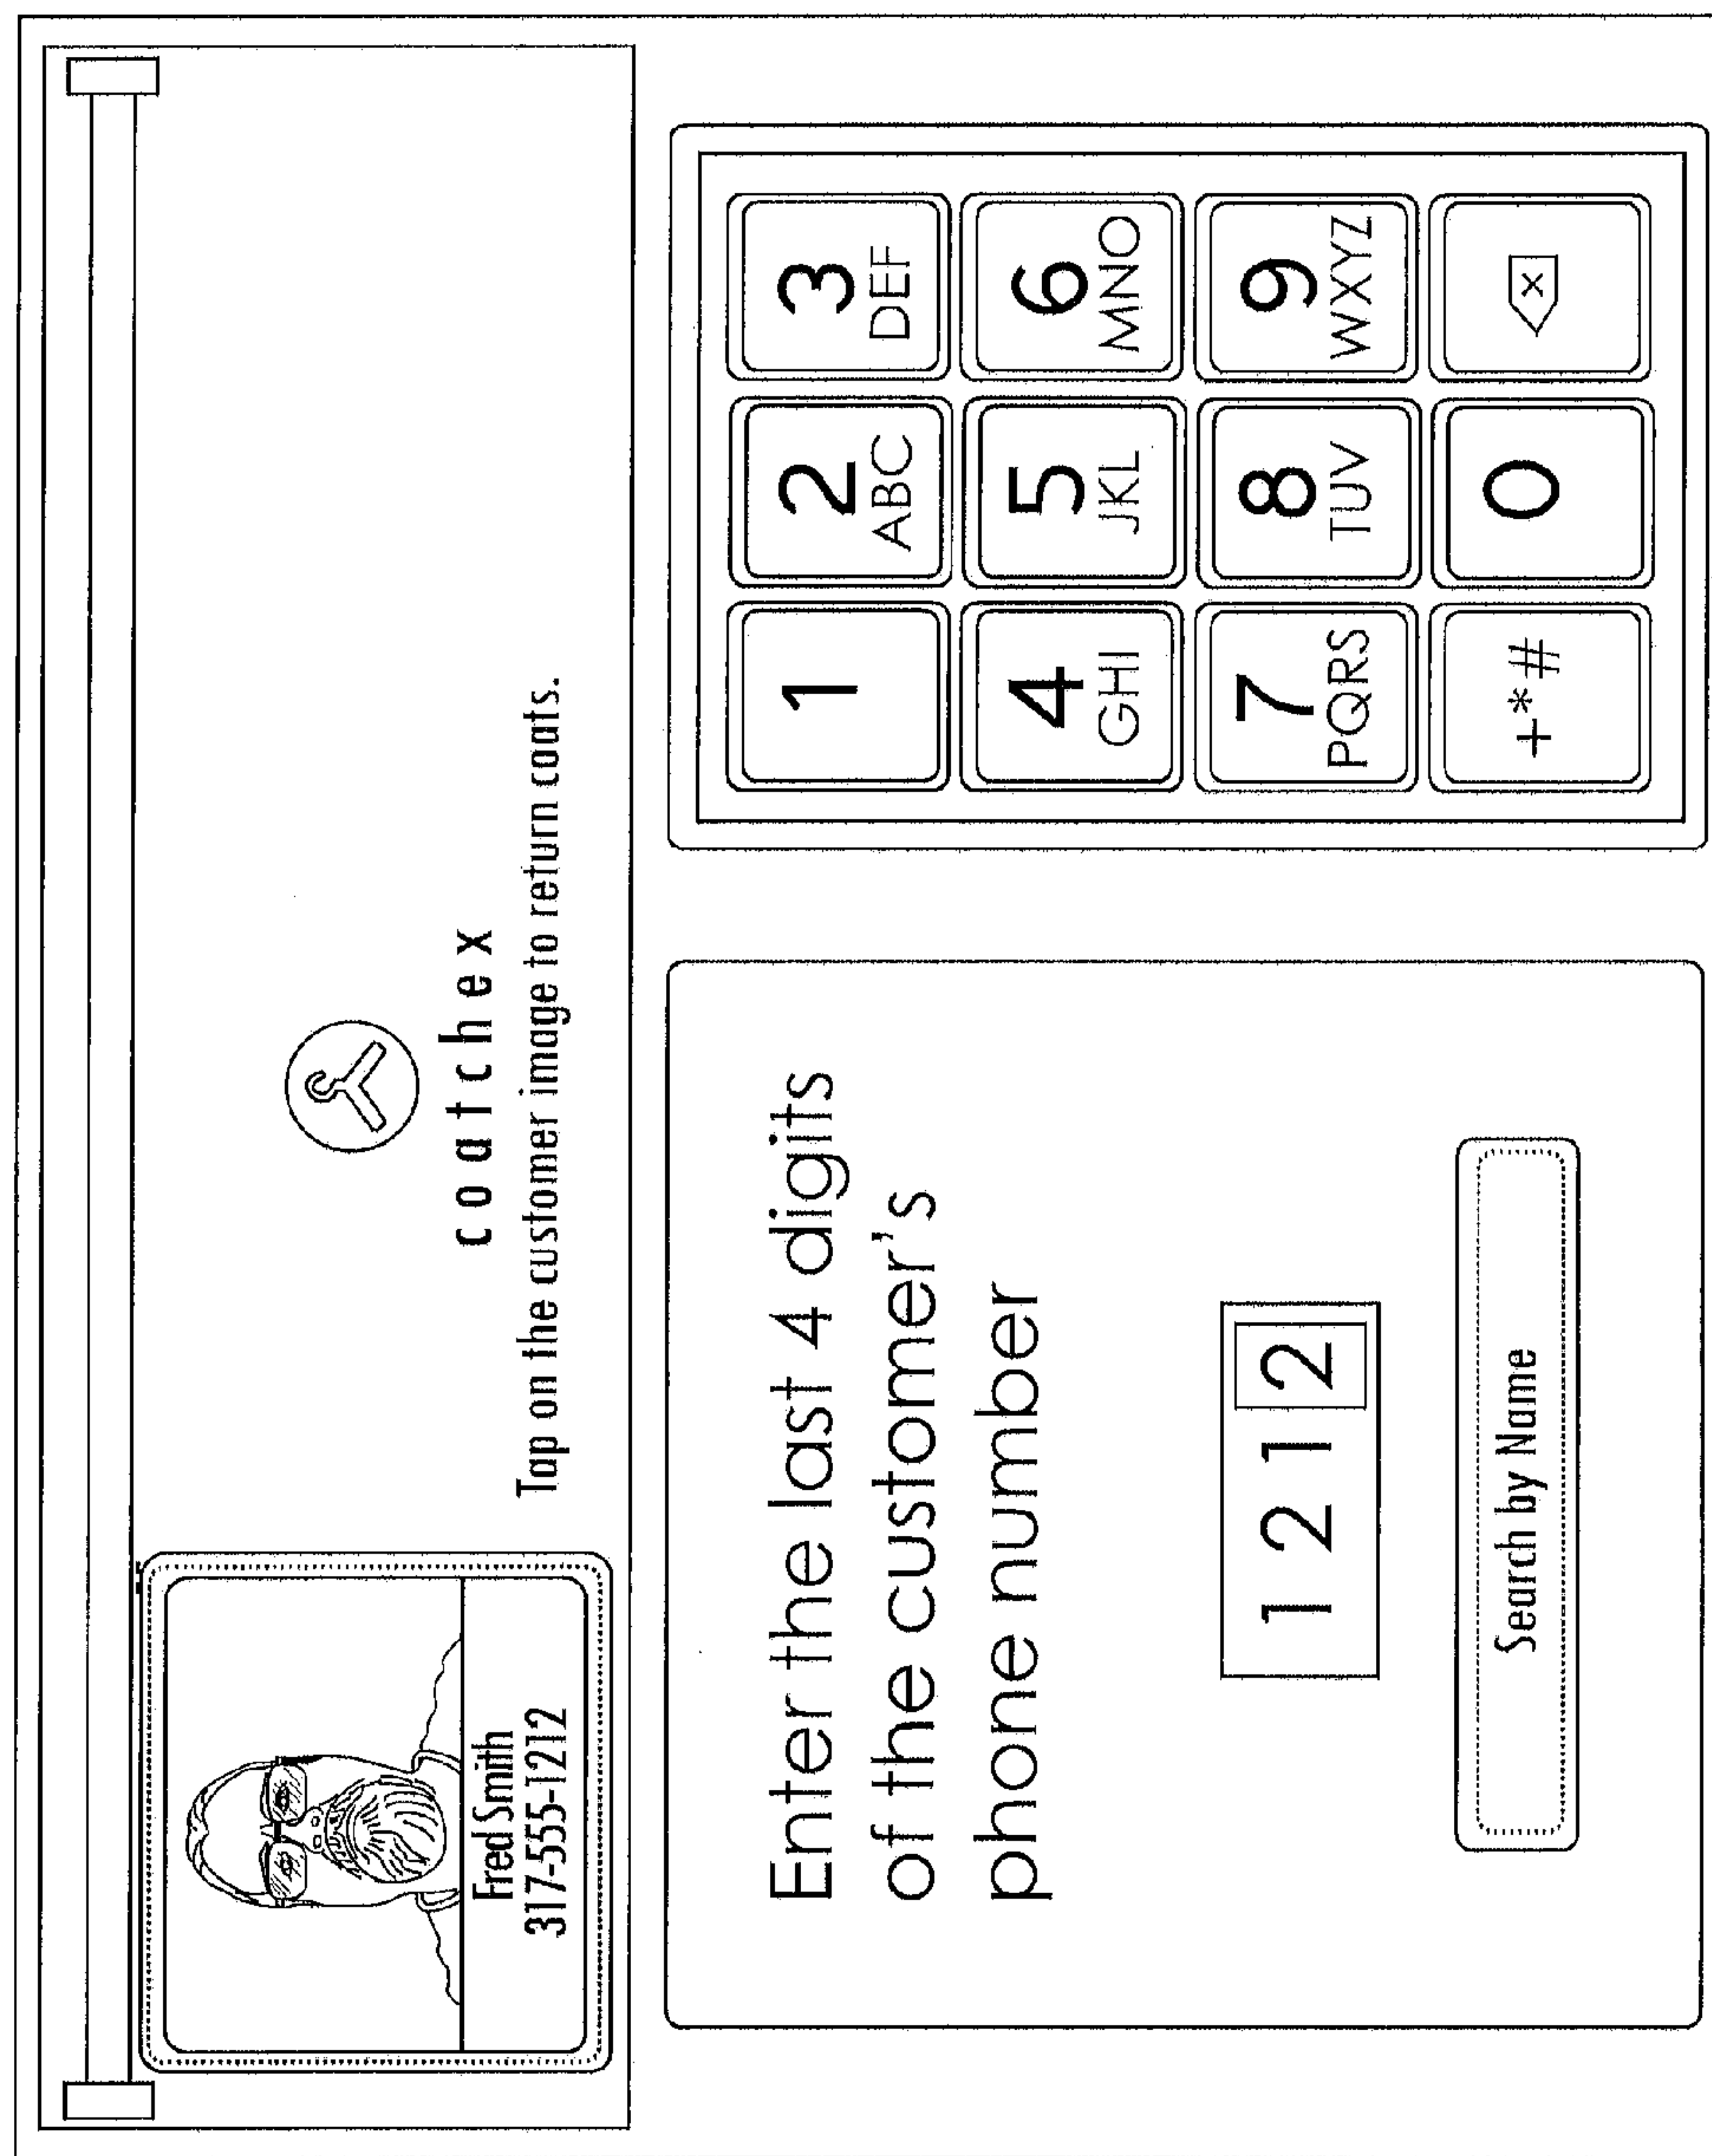 Fred Smith
317-555-1212
coatchex
Tap on the customer image to return coats.
Enter the last 4 digits
of the customer's
phone number
1 2 1 2
Search by Name
1
2
ABC
3
DEF
4
GHI
5
JKL
6
MNO
7
PQRS
8
TUV
9
WXYZ
+*#
0
x